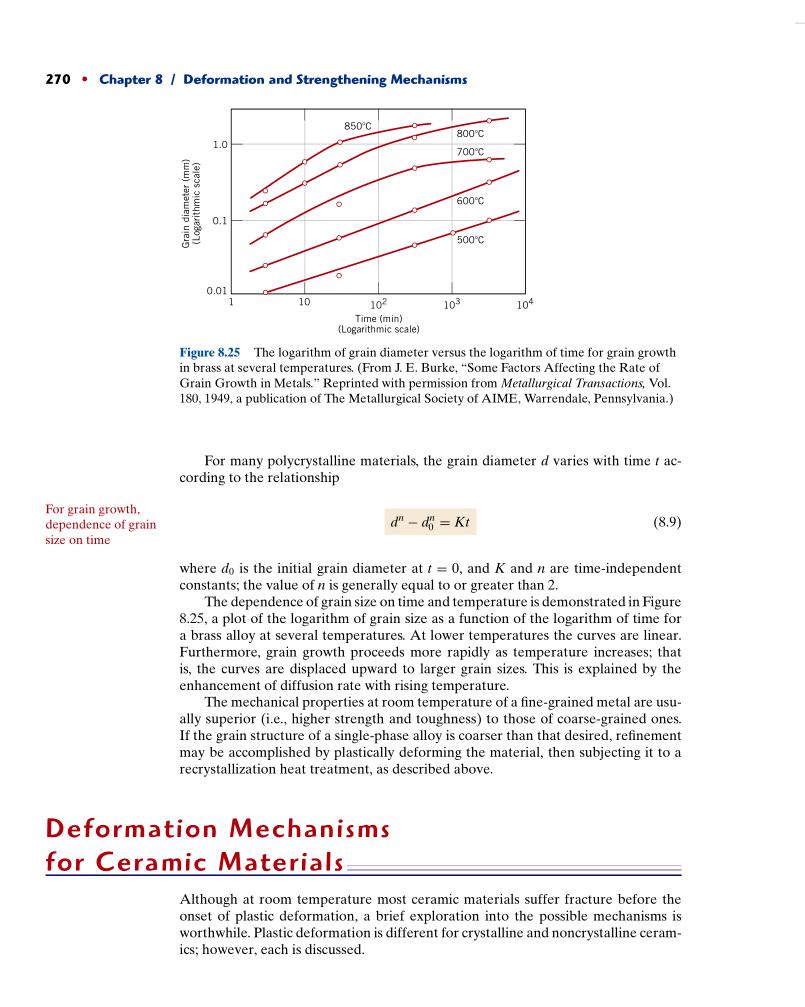 270 • Chapter 8 / Deformation and Strengthening Mechanisms
Grain diameter (mm)
(Logarithmic scale)
1.0
0.1
0.01
850°C
800°C
700°C
600°C
500°C
1
10
10²
10³
10⁴
Time (min)
(Logarithmic scale)
Figure 8.25 The logarithm of grain diameter versus the logarithm of time for grain growth
in brass at several temperatures. (From J. E. Burke, “Some Factors Affecting the Rate of
Grain Growth in Metals.” Reprinted with permission from Metallurgical Transactions, Vol.
180, 1949, a publication of The Metallurgical Society of AIME, Warrendale, Pennsylvania.)
For many polycrystalline materials, the grain diameter d varies with time t ac-
cording to the relationship
For grain growth,
dependence of grain
size on time
dⁿ − d₀ⁿ = Kt (8.9)
where d₀ is the initial grain diameter at t = 0, and K and n are time-independent
constants; the value of n is generally equal to or greater than 2.
The dependence of grain size on time and temperature is demonstrated in Figure
8.25, a plot of the logarithm of grain size as a function of the logarithm of time for
a brass alloy at several temperatures. At lower temperatures the curves are linear.
Furthermore, grain growth proceeds more rapidly as temperature increases; that
is, the curves are displaced upward to larger grain sizes. This is explained by the
enhancement of diffusion rate with rising temperature.
The mechanical properties at room temperature of a fine-grained metal are usu-
ally superior (i.e., higher strength and toughness) to those of coarse-grained ones.
If the grain structure of a single-phase alloy is coarser than that desired, refinement
may be accomplished by plastically deforming the material, then subjecting it to a
recrystallization heat treatment, as described above.
Deformation Mechanisms
for Ceramic Materials
Although at room temperature most ceramic materials suffer fracture before the
onset of plastic deformation, a brief exploration into the possible mechanisms is
worthwhile. Plastic deformation is different for crystalline and noncrystalline ceram-
ics; however, each is discussed.